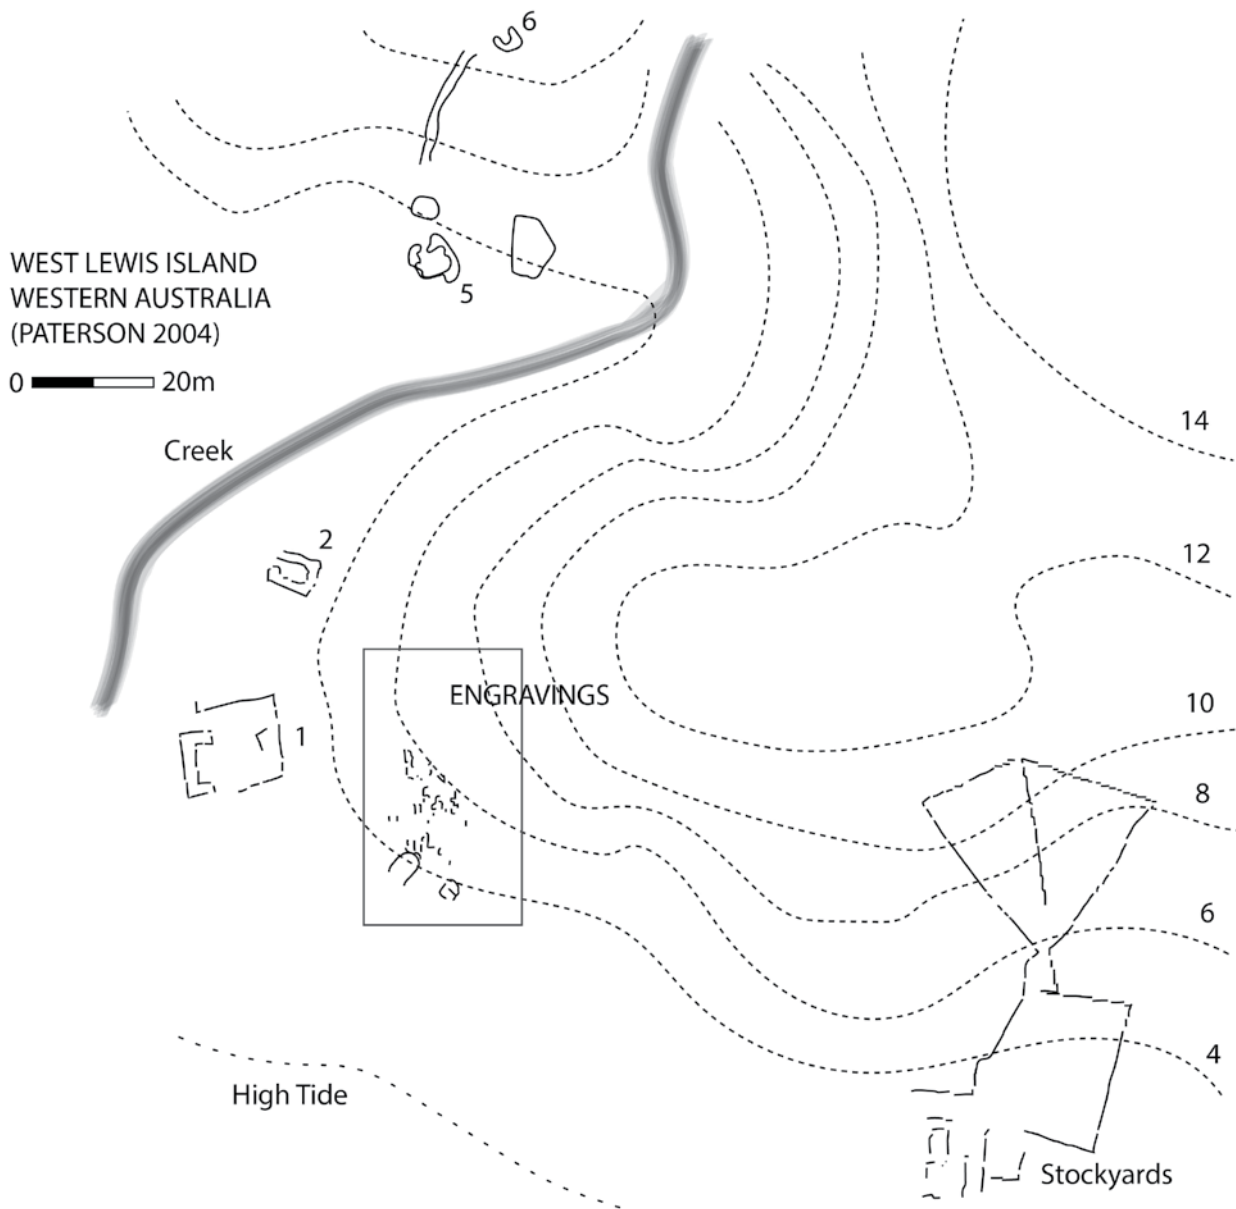 6
WEST LEWIS ISLAND
WESTERN AUSTRALIA
(PATERSON 2004)
0 20m
5
14
Creek
2
12
ENGRAVINGS
10
1
8
6
4
High Tide
Stockyards